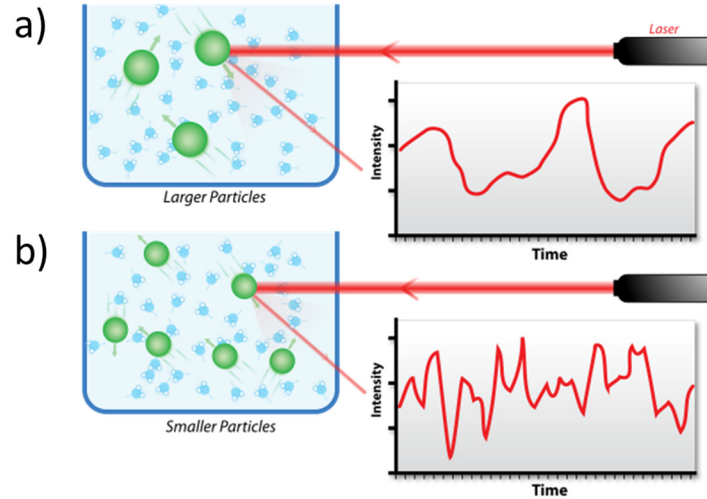 a)
Laser
Intensity
Larger Particles
Time
b)
Intensity
Smaller Particles
Time